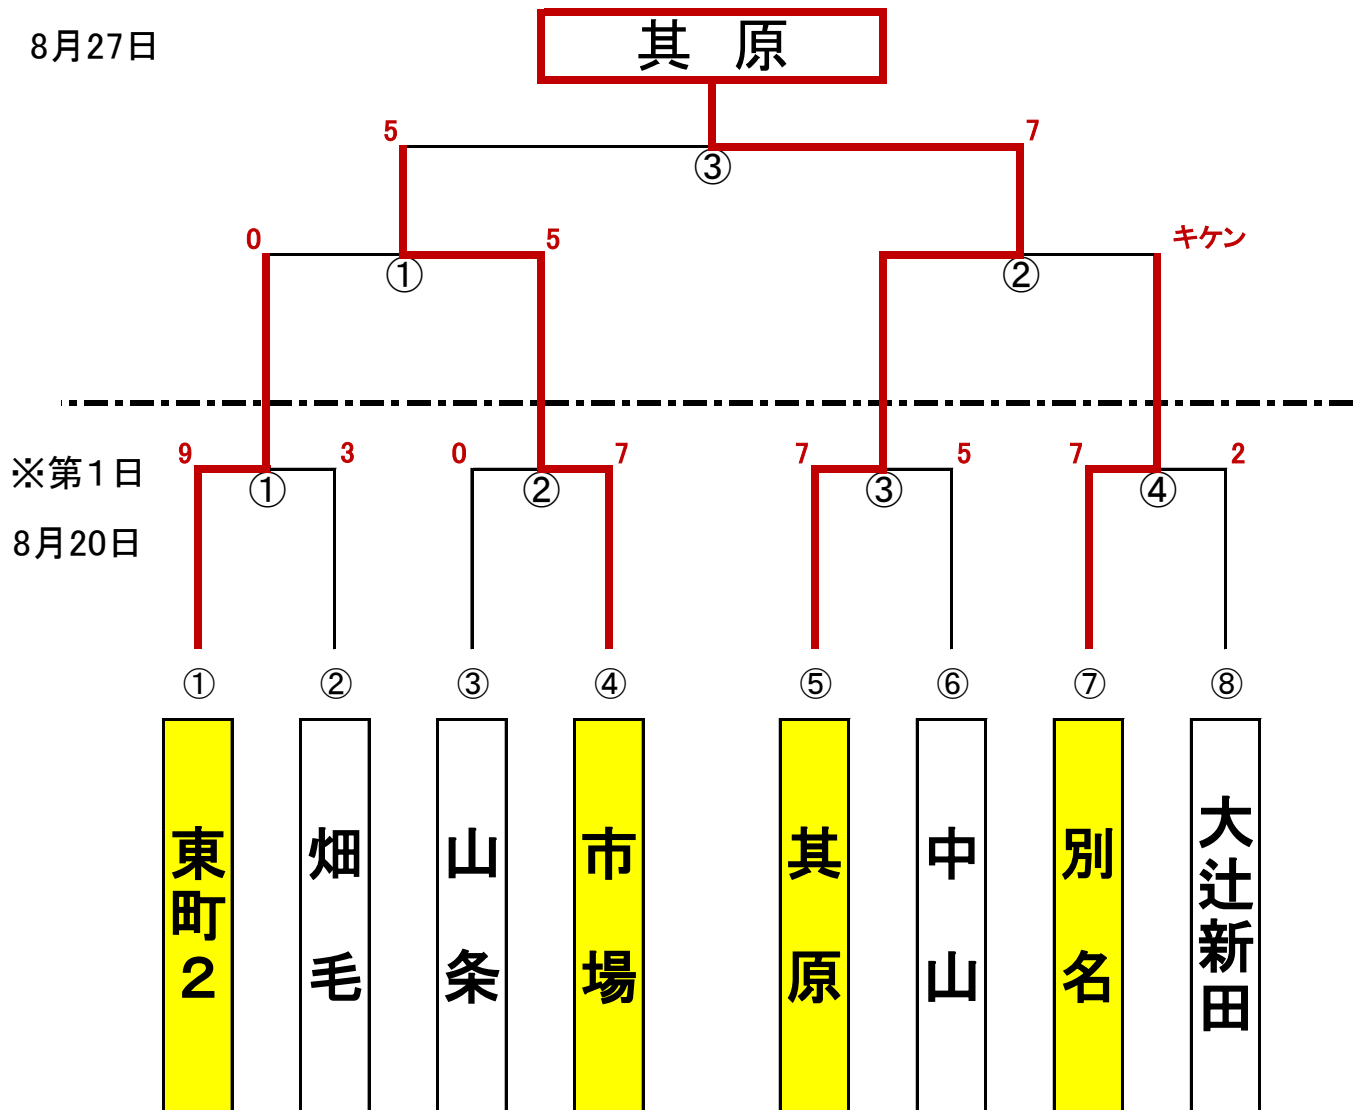 其 原
8月27日
5 7
③
0 5 キケン
① ②
9 3 0 7 7 5 7 2
※第１日
① ② ③ ④
8月20日
① ② ③ ④ ⑤ ⑥ ⑦ ⑧
東町２
畑毛
山条
市場
其原
中山
別名
大辻新田